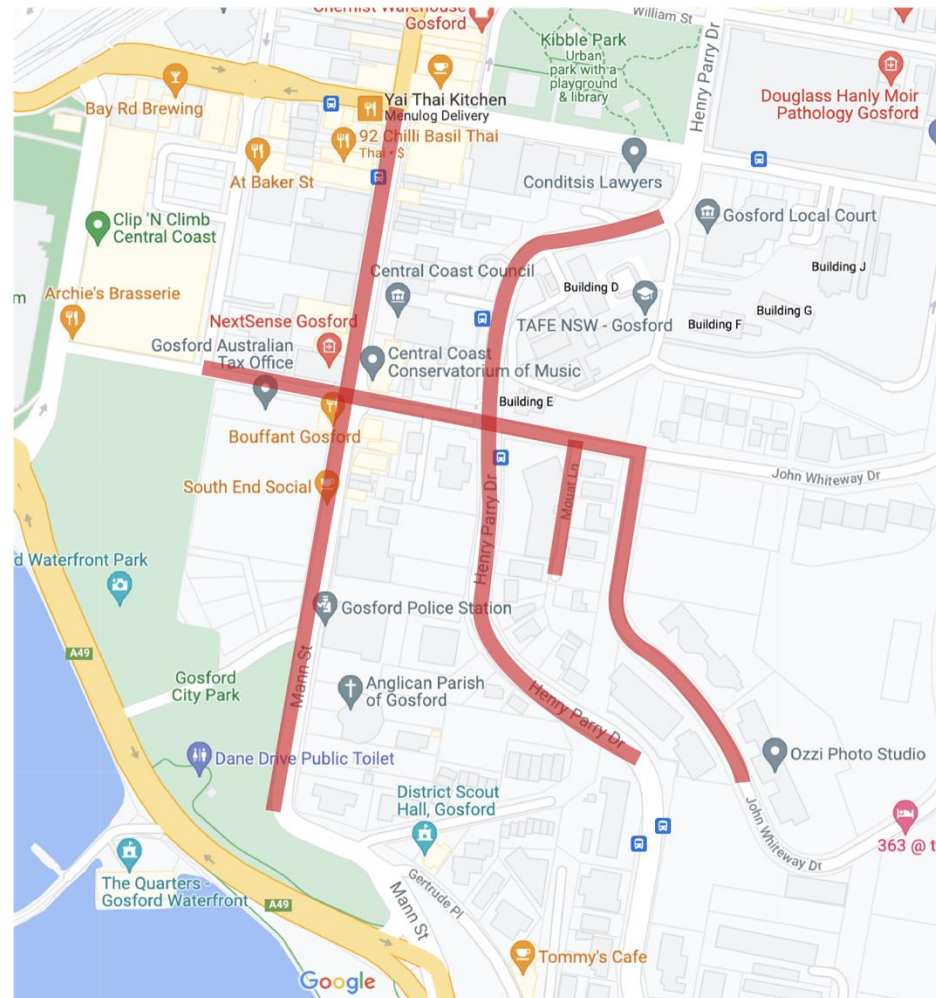 Chemist Warehouse
Gosford
William St
Kibble Park
Urban
park with a
playground
& library
Henry Parry Dr
Bay Rd Brewing
Yai Thai Kitchen
Menulog Delivery
92 Chilli Basil Thai
Thai • $
Douglass Hanly Moir
Pathology Gosford
At Baker St
Conditsis Lawyers
Clip 'N Climb
Central Coast
Gosford Local Court
Central Coast Council
Building J
Building D
Archie's Brasserie
TAFE NSW - Gosford
Building G
Building F
NextSense Gosford
Gosford Australian
Tax Office
Central Coast
Conservatorium of Music
Building E
Bouffant Gosford
John Whiteway Dr
Mouat Ln
South End Social
Henry Parry Dr
d Waterfront Park
Gosford Police Station
A49
Gosford
City Park
Mann St
Anglican Parish
of Gosford
Henry Parry Dr
Dane Drive Public Toilet
Ozzi Photo Studio
District Scout
Hall, Gosford
John Whiteway Dr
363 @ t
The Quarters -
Gosford Waterfront
A49
Gertrude Pl
Mann St
Tommy's Cafe
Google